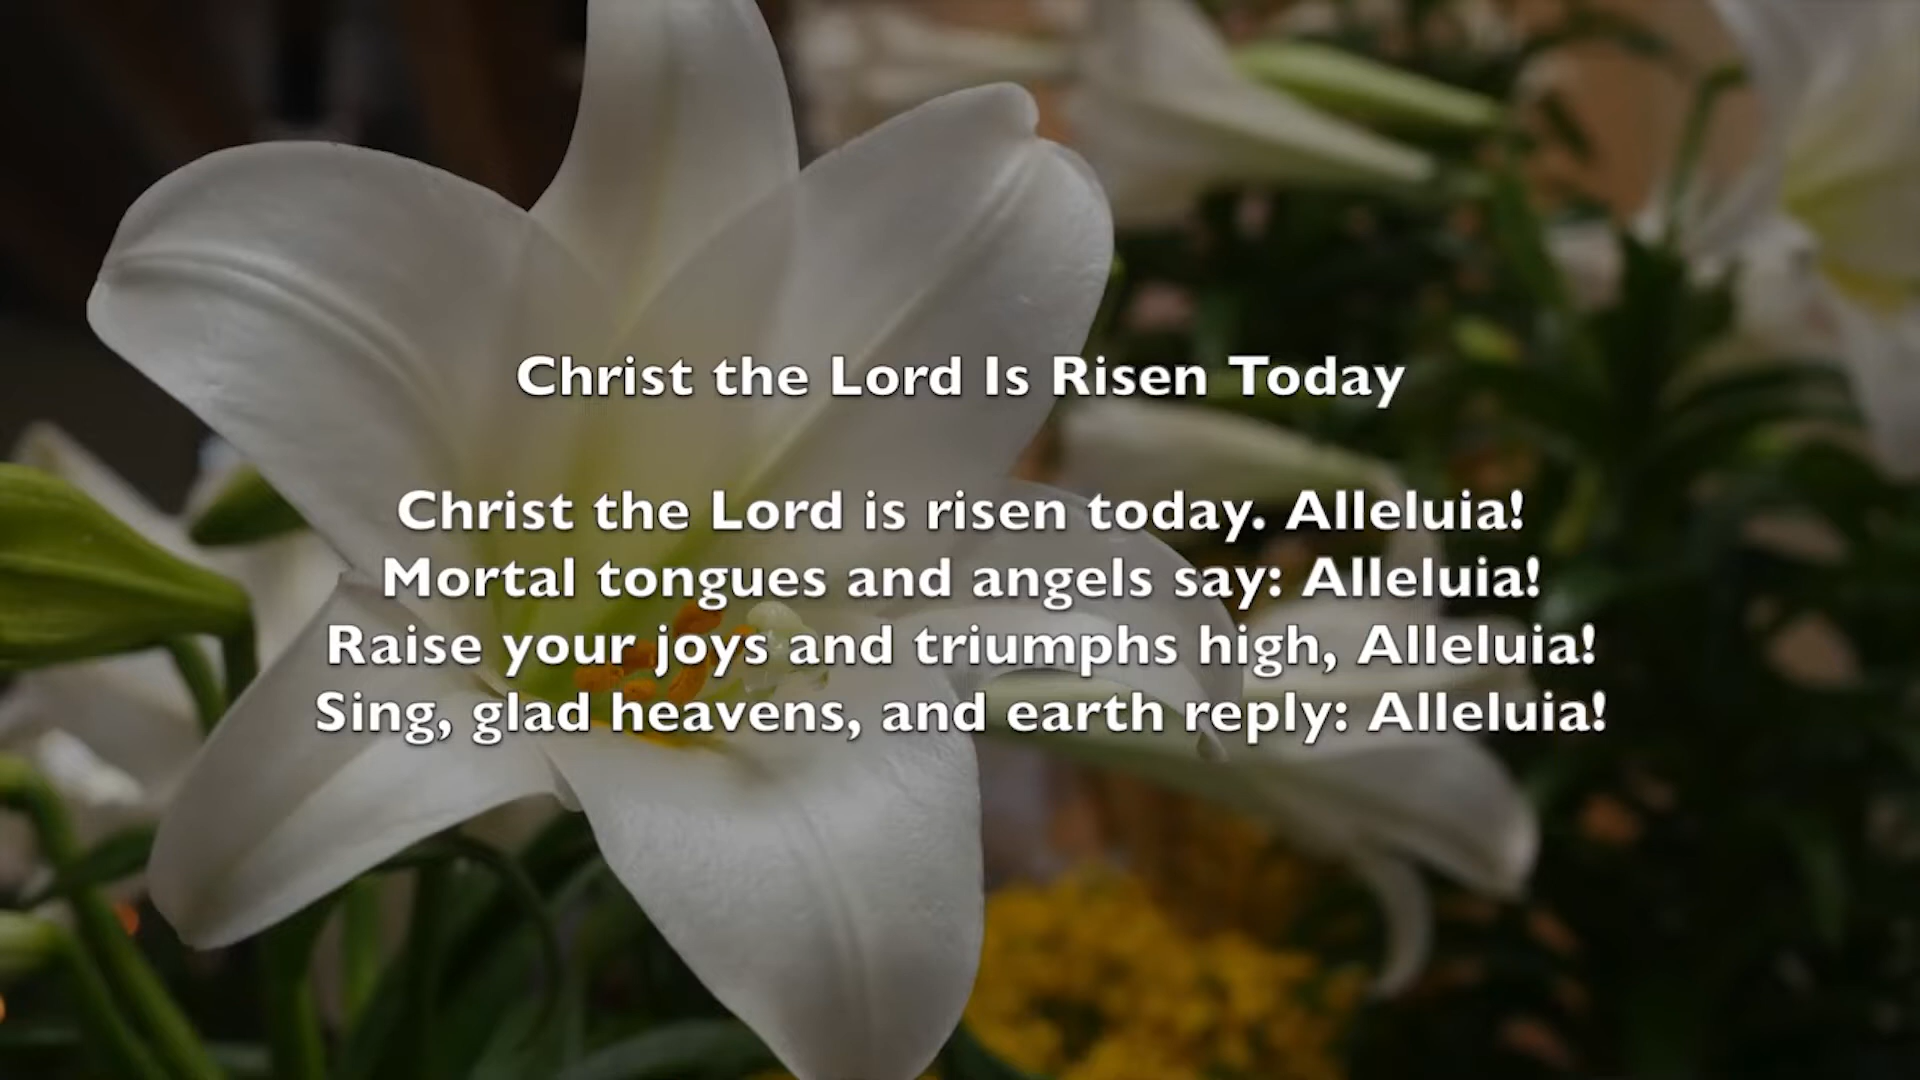 Christ the Lord Is Risen Today
Christ the Lord is risen today. Alleluia!
Mortal tongues and angels say: Alleluia!
Raise your joys and triumphs high, Alleluia!
Sing, glad heavens, and earth reply: Alleluia!